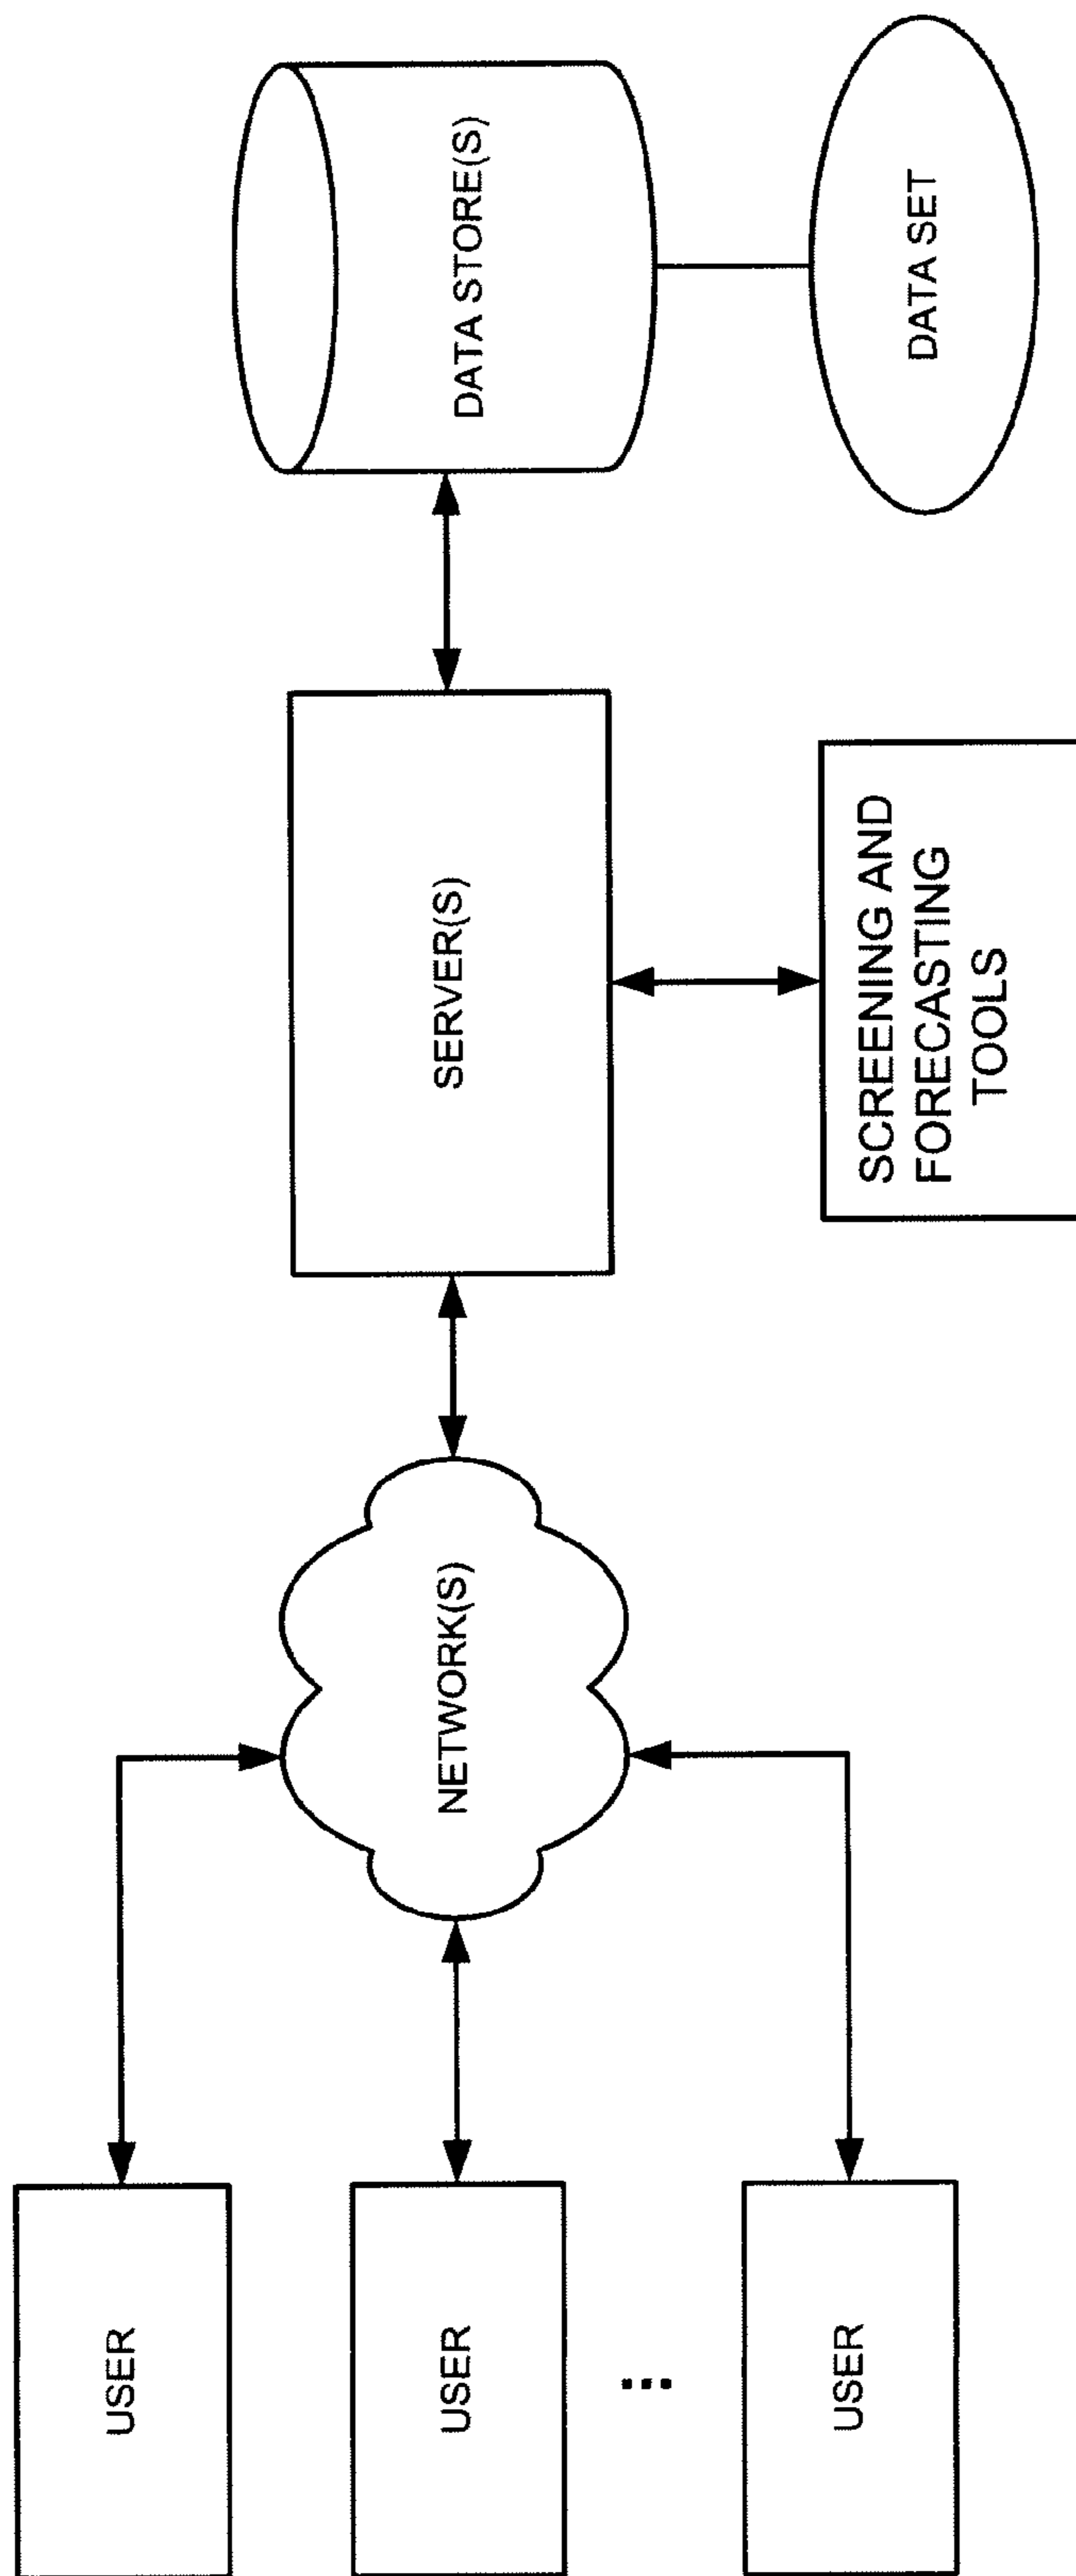 USER
USER
...
USER
NETWORK(S)
SERVER(S)
SCREENING AND
FORECASTING
TOOLS
DATA STORE(S)
DATA SET